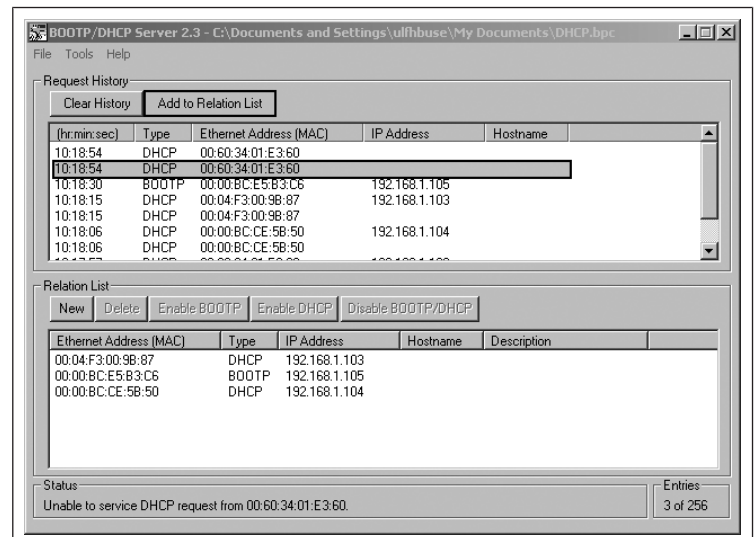 BOOTP/DHCP Server 2.3 - C:\Documents and Settings\ulfhbuse\My Documents\DHCP.bpc
File Tools Help
Request History
Clear History Add to Relation List
(hr:min:sec) Type Ethernet Address (MAC) IP Address Hostname
10:18:54 DHCP 00:60:34:01:E3:60
10:18:54 DHCP 00:60:34:01:E3:60
10:18:30 BOOTP 00:00:BC:E5:B3:C6 192.168.1.105
10:18:15 DHCP 00:04:F3:00:9B:87 192.168.1.103
10:18:15 DHCP 00:04:F3:00:9B:87
10:18:06 DHCP 00:00:BC:CE:5B:50 192.168.1.104
10:18:06 DHCP 00:00:BC:CE:5B:50
Relation List
New Delete Enable BOOTP Enable DHCP Disable BOOTP/DHCP
Ethernet Address (MAC) Type IP Address Hostname Description
00:04:F3:00:9B:87 DHCP 192.168.1.103
00:00:BC:E5:B3:C6 BOOTP 192.168.1.105
00:00:BC:CE:5B:50 DHCP 192.168.1.104
Status
Unable to service DHCP request from 00:60:34:01:E3:60.
Entries
3 of 256